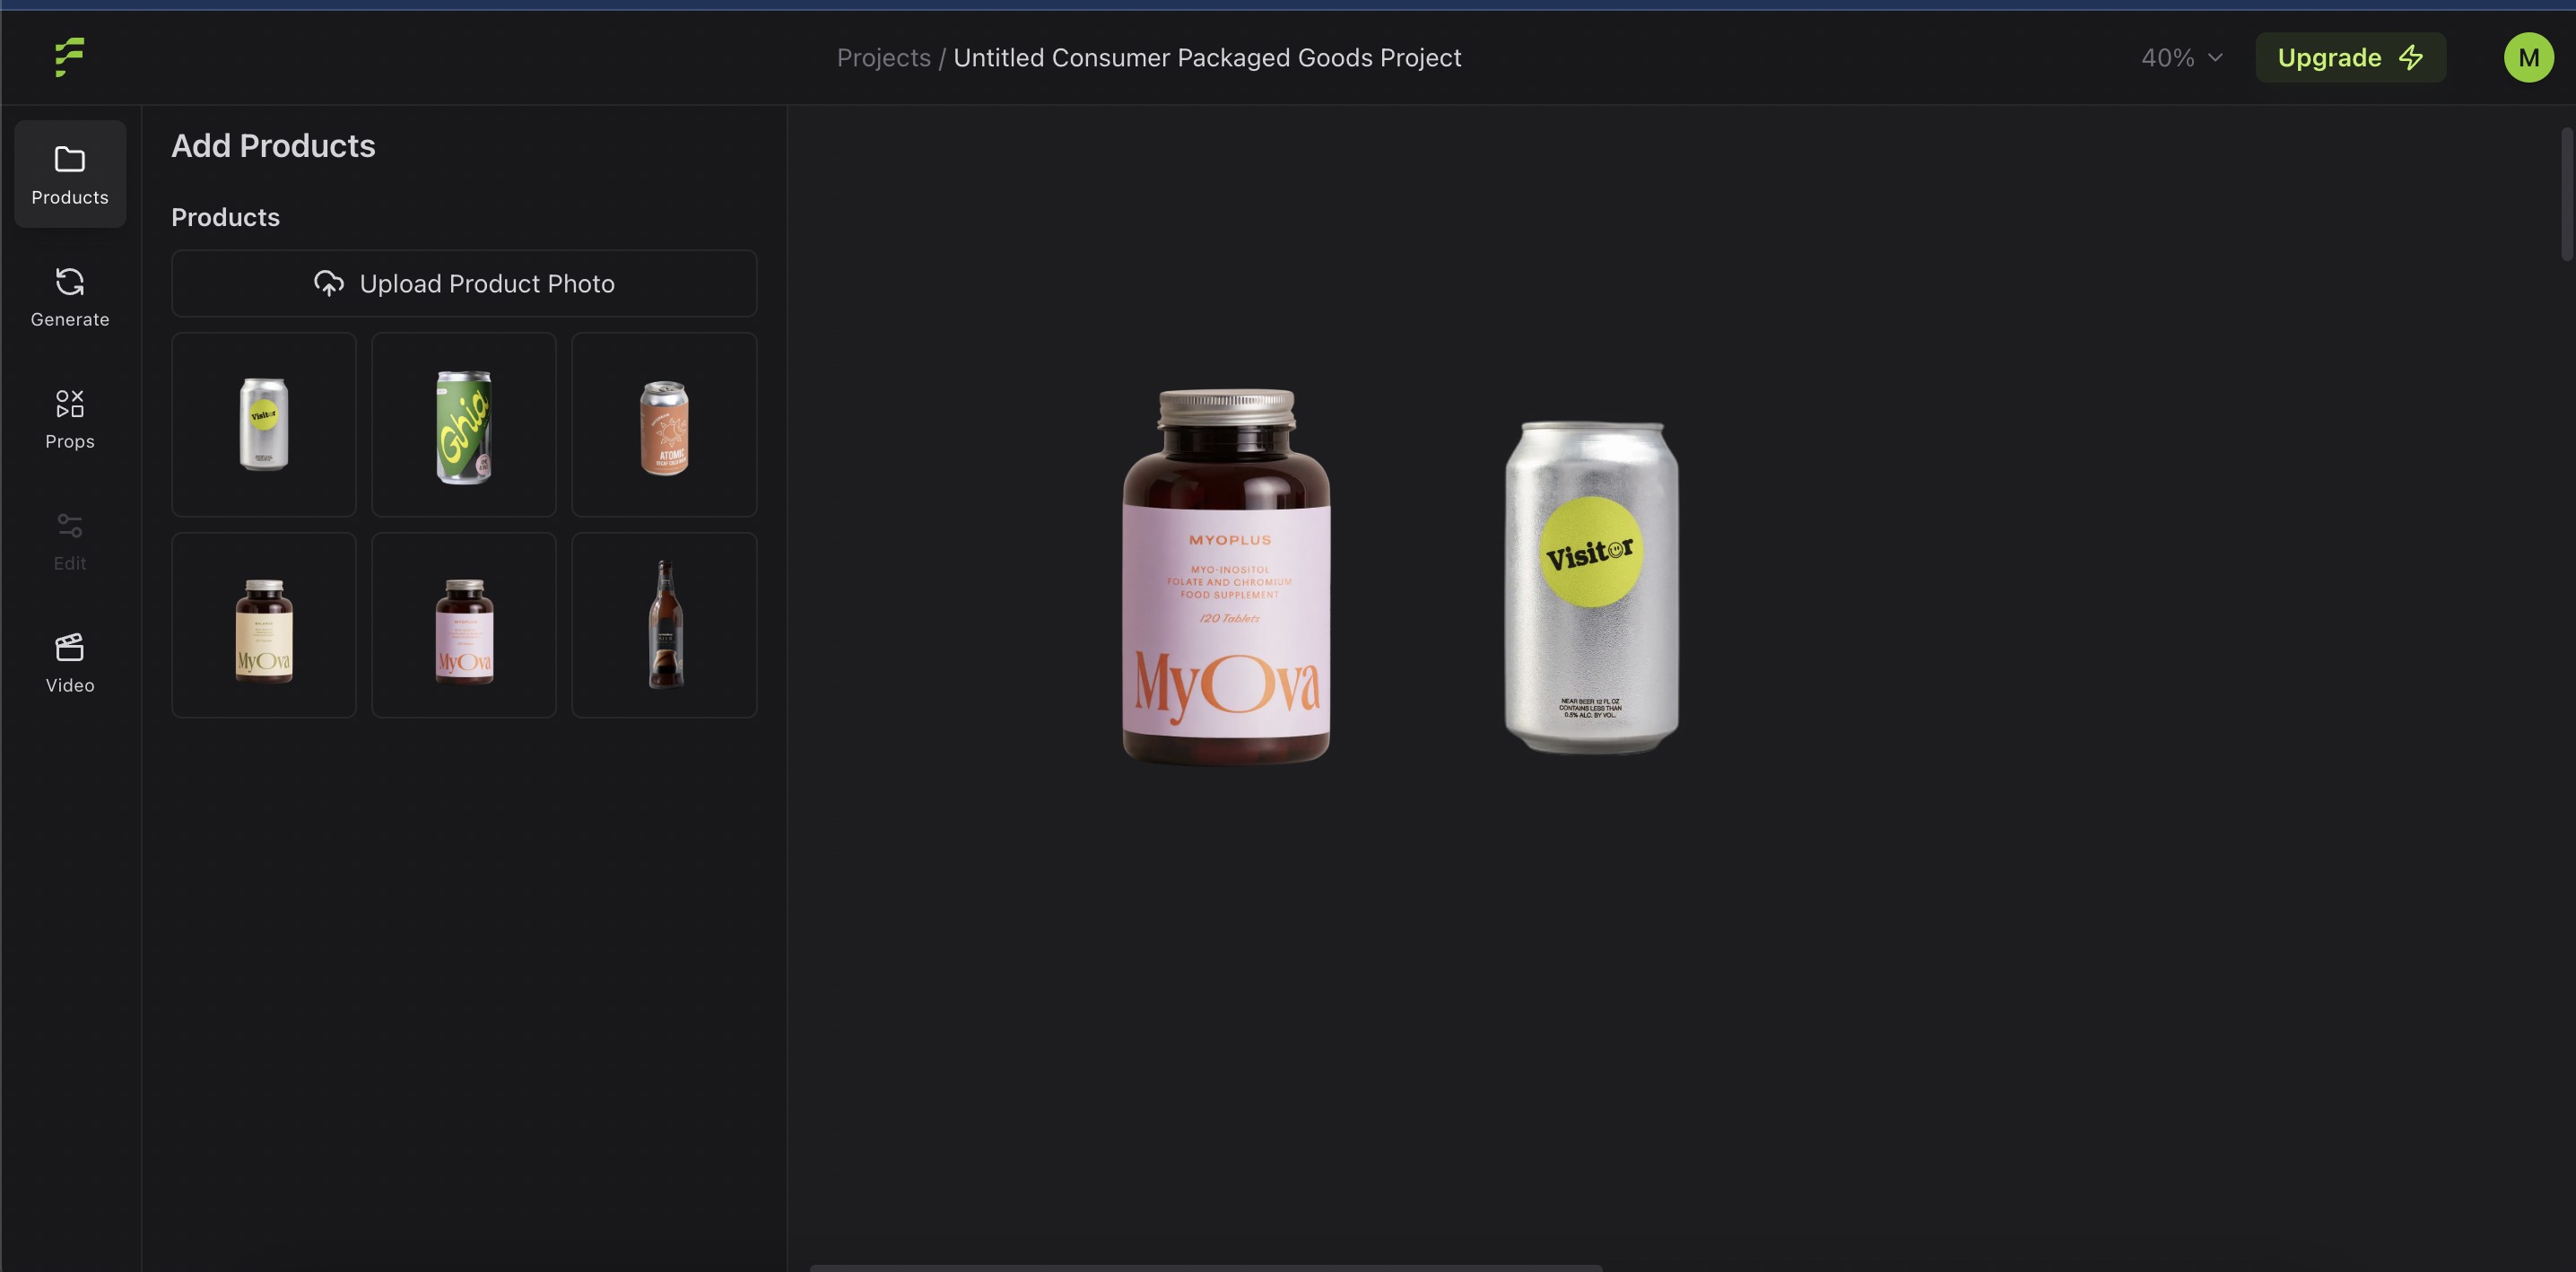 Projects / Untitled Consumer Packaged Goods Project
40%
Upgrade
M
Products
Generate
Props
Edit
Video
Add Products
Products
Upload Product Photo
Visitor
Ghia
ATOMIC
MyOva
MyOva
MYOPLUS
MYO-INOSITOL
FOLATE AND CHROMIUM
FOOD SUPPLEMENT
120 Tablets
MyOva
Visitor
NEAR BEER 12 FL OZ
CONTAINS LESS THAN
0.5% ALC. BY VOL.